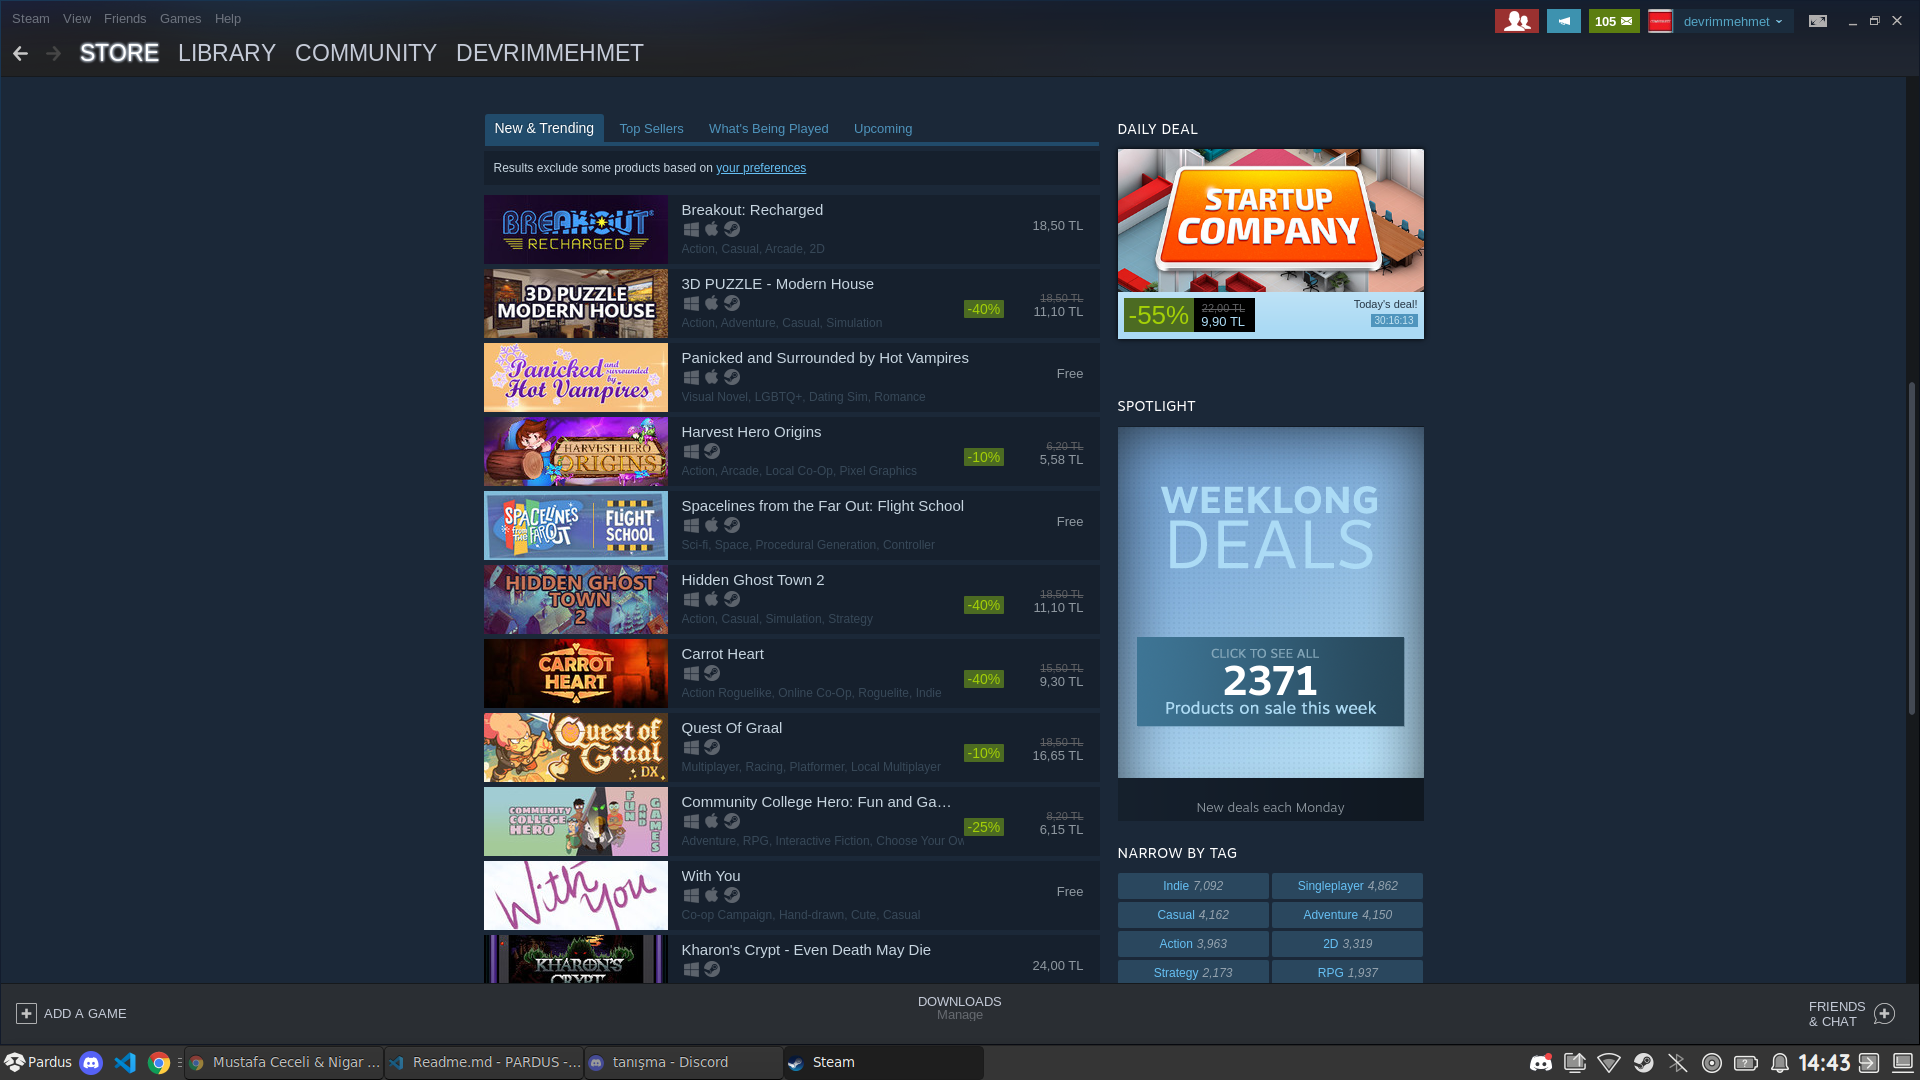 Steam View Friends Games Help
105
devrimmehmet
STORE LIBRARY COMMUNITY DEVRIMMEHMET
New & Trending Top Sellers What's Being Played Upcoming
Results exclude some products based on your preferences
BREAKOUT
RECHARGED
Breakout: Recharged
Action, Casual, Arcade, 2D
18,50 TL
3D PUZZLE
MODERN HOUSE
3D PUZZLE - Modern House
Action, Adventure, Casual, Simulation
-40%
18,50 TL
11,10 TL
Panicked and surrounded by
Hot Vampires
Panicked and Surrounded by Hot Vampires
Visual Novel, LGBTQ+, Dating Sim, Romance
Free
HARVEST HERO
ORIGINS
Harvest Hero Origins
Action, Arcade, Local Co-Op, Pixel Graphics
-10%
6,20 TL
5,58 TL
SPACELINES
from the FAR OUT
FLIGHT
SCHOOL
Spacelines from the Far Out: Flight School
Sci-fi, Space, Procedural Generation, Controller
Free
HIDDEN GHOST
TOWN
2
Hidden Ghost Town 2
Action, Casual, Simulation, Strategy
-40%
18,50 TL
11,10 TL
CARROT
HEART
Carrot Heart
Action Roguelike, Online Co-Op, Roguelite, Indie
-40%
15,50 TL
9,30 TL
Quest of
Graal
DX
Quest Of Graal
Multiplayer, Racing, Platformer, Local Multiplayer
-10%
18,50 TL
16,65 TL
COMMUNITY
COLLEGE
HERO
FUN
AND
GAMES
Community College Hero: Fun and Ga…
Adventure, RPG, Interactive Fiction, Choose Your Ow
-25%
8,20 TL
6,15 TL
With You
With You
Co-op Campaign, Hand-drawn, Cute, Casual
Free
KHARON'S
CRYPT
Kharon's Crypt - Even Death May Die
24,00 TL
DAILY DEAL
STARTUP
COMPANY
-55%
22,00 TL
9,90 TL
Today's deal!
30:16:13
SPOTLIGHT
WEEKLONG
DEALS
CLICK TO SEE ALL
2371
Products on sale this week
New deals each Monday
NARROW BY TAG
Indie 7,092 Singleplayer 4,862
Casual 4,162 Adventure 4,150
Action 3,963 2D 3,319
Strategy 2,173 RPG 1,937
ADD A GAME
DOWNLOADS
Manage
FRIENDS
& CHAT
Pardus
Mustafa Ceceli & Nigar ...
Readme.md - PARDUS -...
tanışma - Discord
Steam
14:43